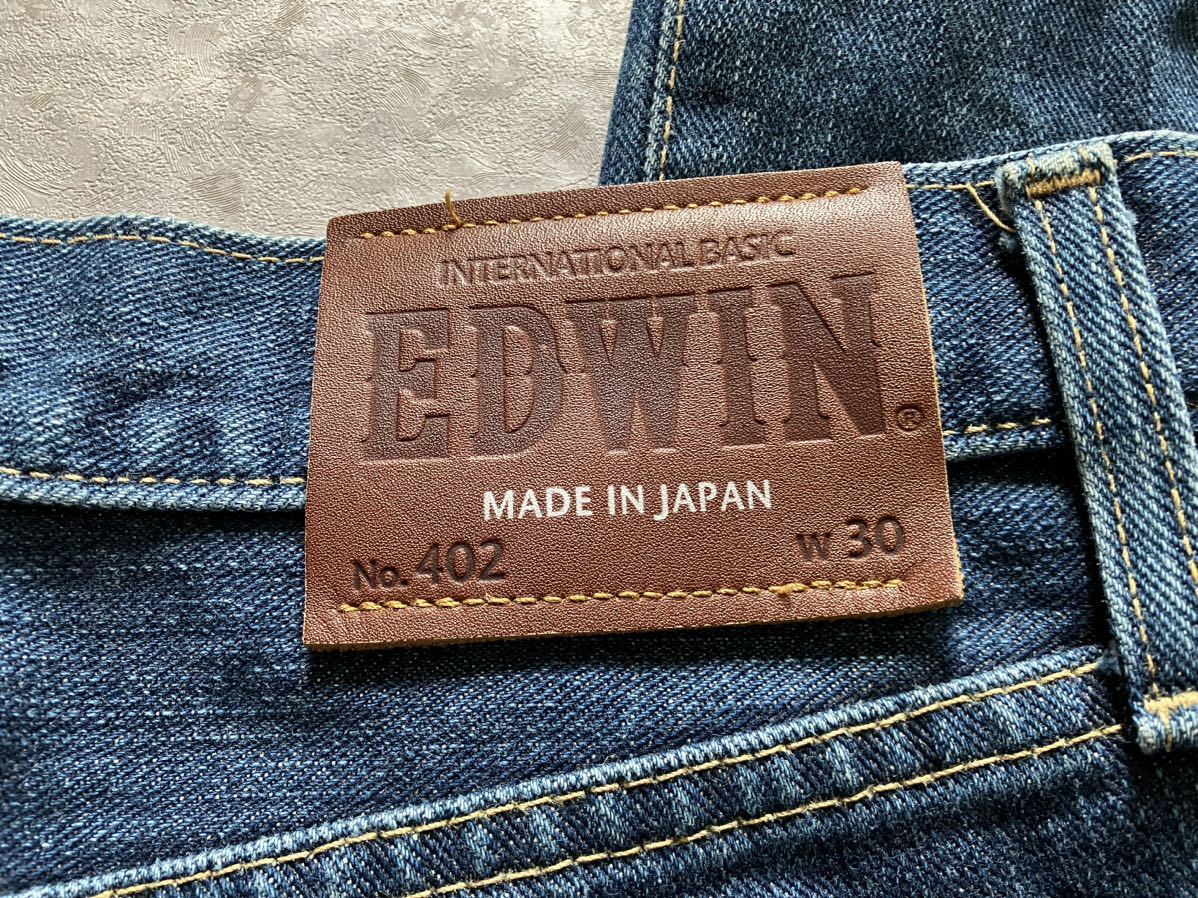 INTERNATIONAL BASIC
EDWIN®
MADE IN JAPAN
No. 402 W 30